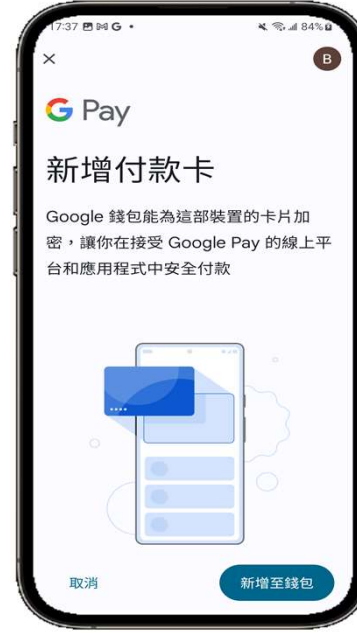 17:37 G •
84%
B
G Pay
新增付款卡
Google 錢包能為這部裝置的卡片加
密，讓你在接受 Google Pay 的線上平
台和應用程式中安全付款
取消 新增至錢包